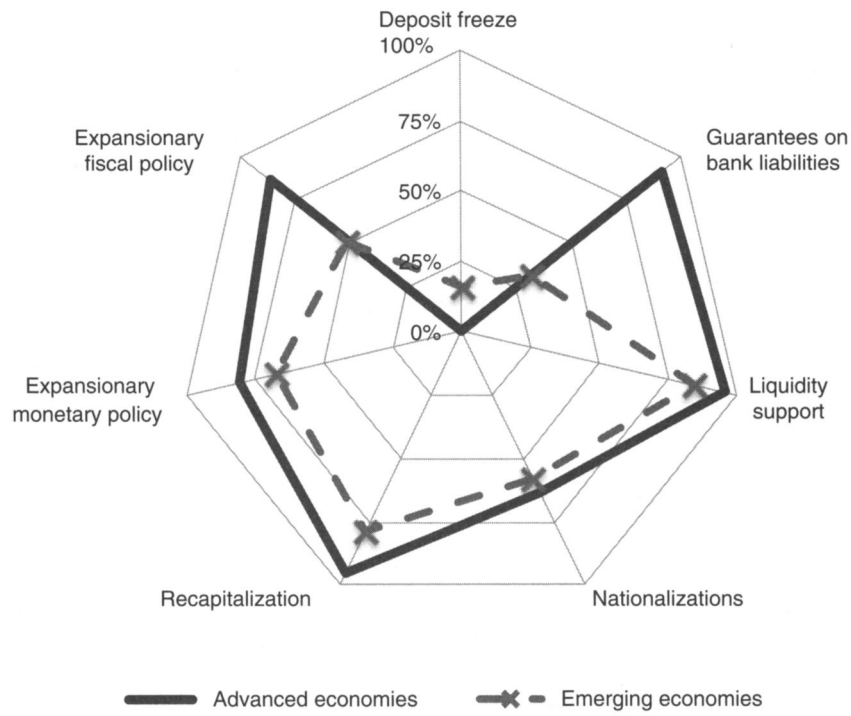 Deposit freeze
100%
75%
50%
25%
0%
Guarantees on
bank liabilities
Liquidity
support
Nationalizations
Recapitalization
Expansionary
monetary policy
Expansionary
fiscal policy
Advanced economies
Emerging economies